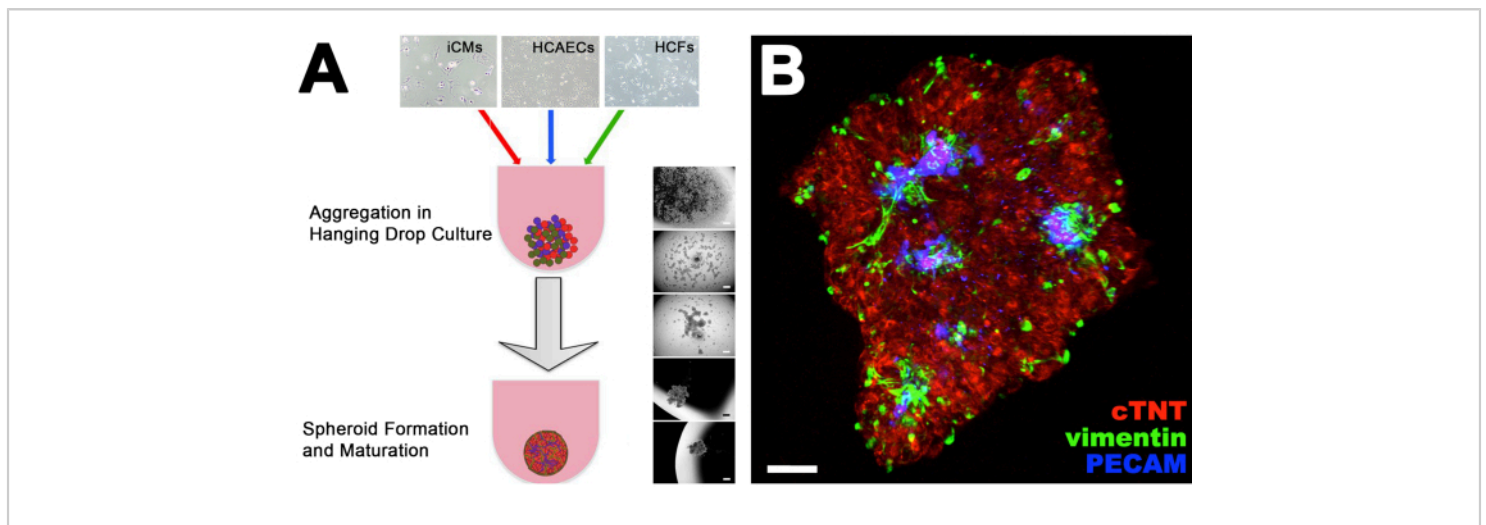 A
iCMs
HCAECs
HCFs
Aggregation in
Hanging Drop Culture
Spheroid Formation
and Maturation
B
cTNT
vimentin
PECAM